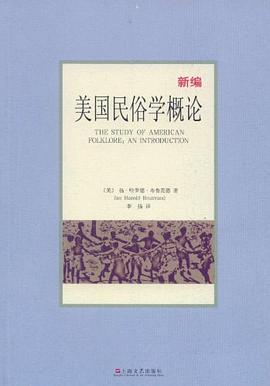 新编
美国民俗学概论
THE STUDY OF AMERICAN
FOLKLORE: AN INTRODUCTION
(美) 扬·哈罗德·布鲁范德 著
Jan Harold Brunvand
李 扬 译
上海文艺出版社